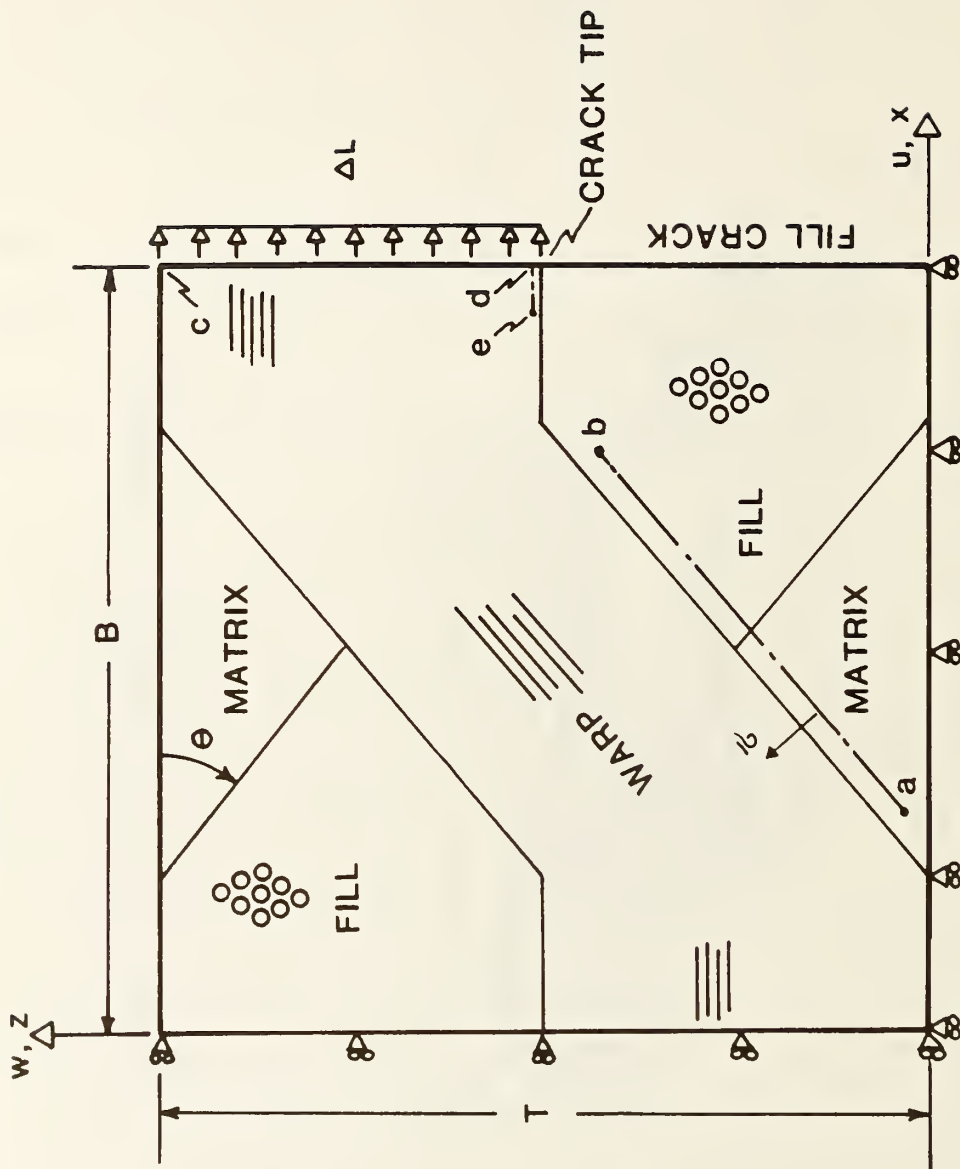 w, z
B
ΔL
c
θ
MATRIX
FILL
d
e
CRACK TIP
b
WARP
η
FILL
FILL CRACK
MATRIX
a
T
u, x